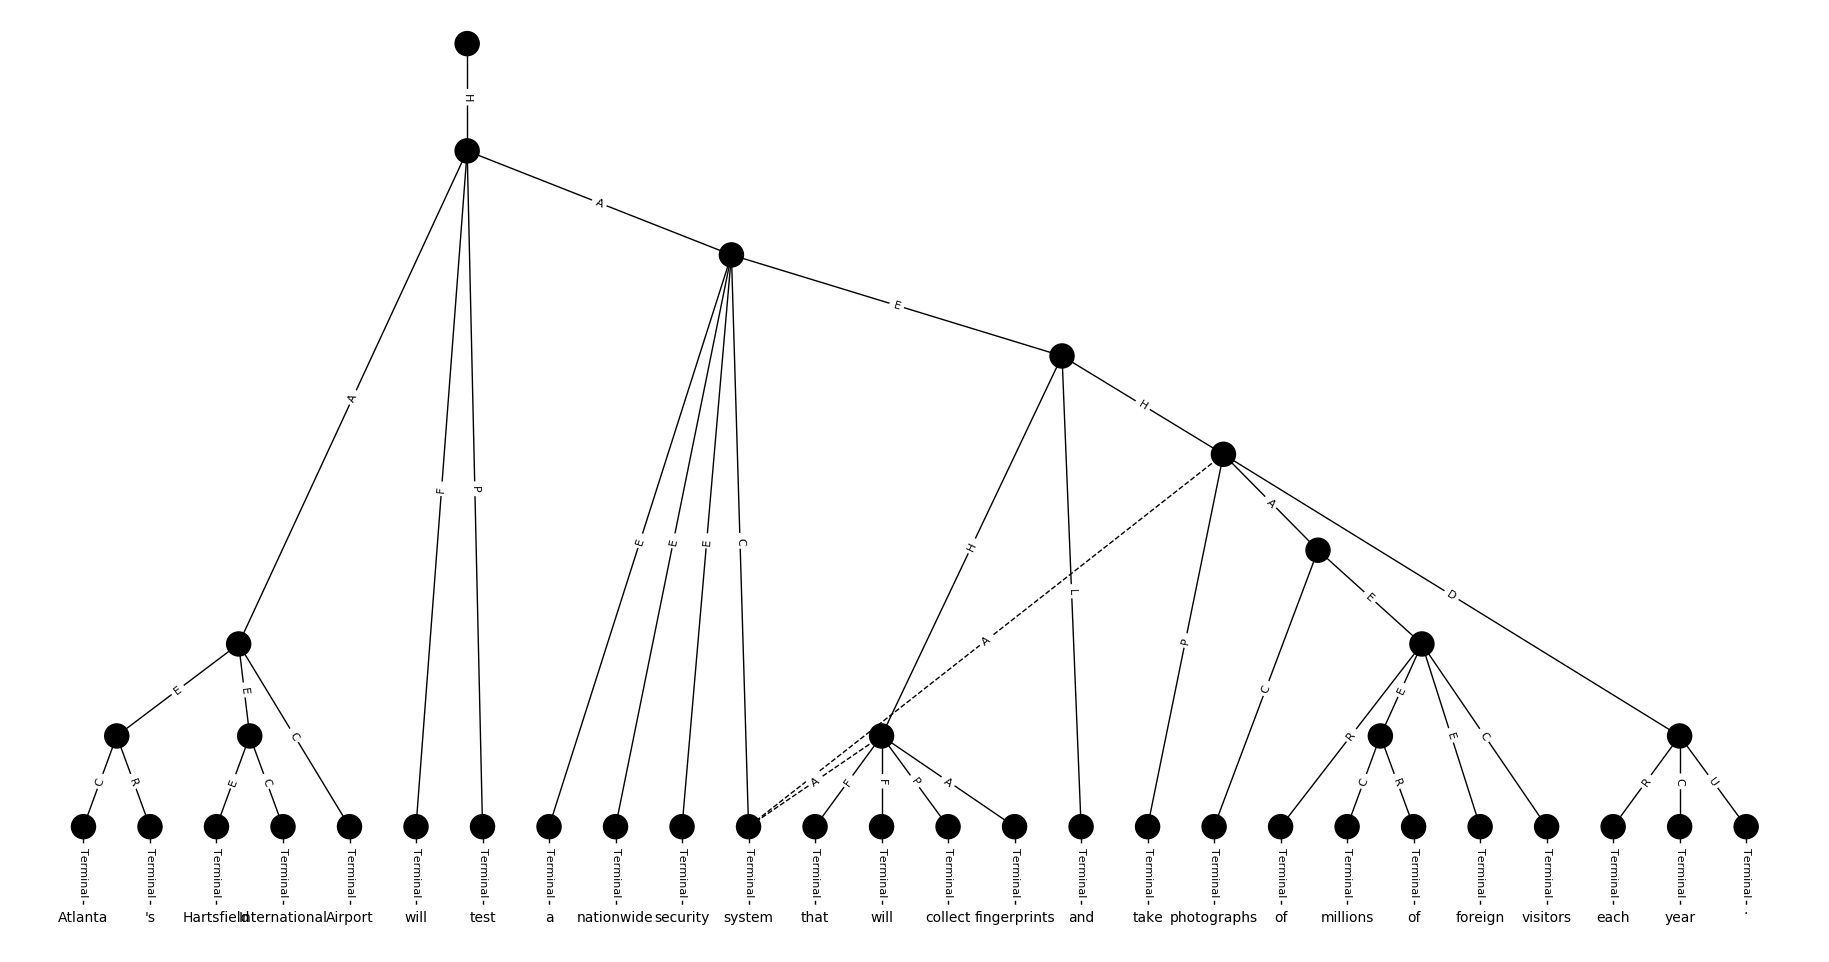 H
A
E
A
H
A
F
P
E
E
E
C
H
L
A
P
A
C
E
D
E
E
C
R
E
E
C
C
R
E
C
A
F
F
P
A
C
R
R
C
U
Terminal Terminal Terminal Terminal Terminal Terminal Terminal Terminal Terminal Terminal Terminal Terminal Terminal Terminal Terminal Terminal Terminal Terminal Terminal Terminal Terminal Terminal Terminal Terminal Terminal Terminal
Atlanta 's Hartsfield International Airport will test a nationwide security system that will collect fingerprints and take photographs of millions of foreign visitors each year .